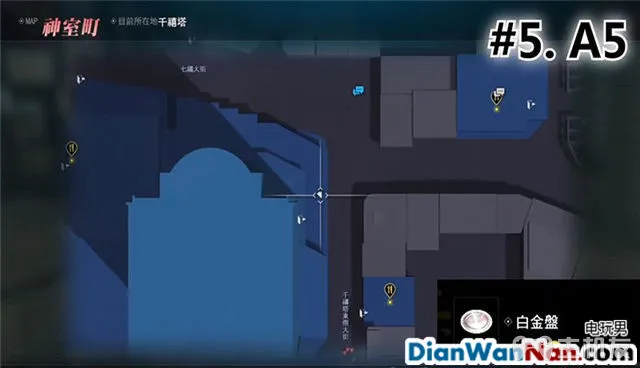 MAP 神室町 目前所在地千禧塔
#5. A5
七福大街
千禧塔東側大街
白金盤
电玩男
DianWanNan.com